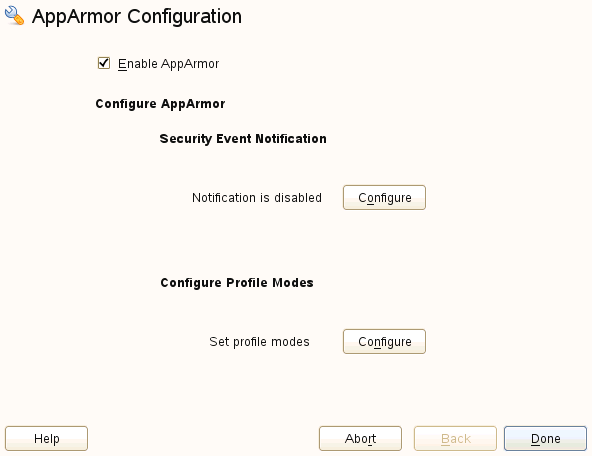 AppArmor Configuration
Enable AppArmor
Configure AppArmor
Security Event Notification
Notification is disabled Configure
Configure Profile Modes
Set profile modes Configure
Help Abort Back Done